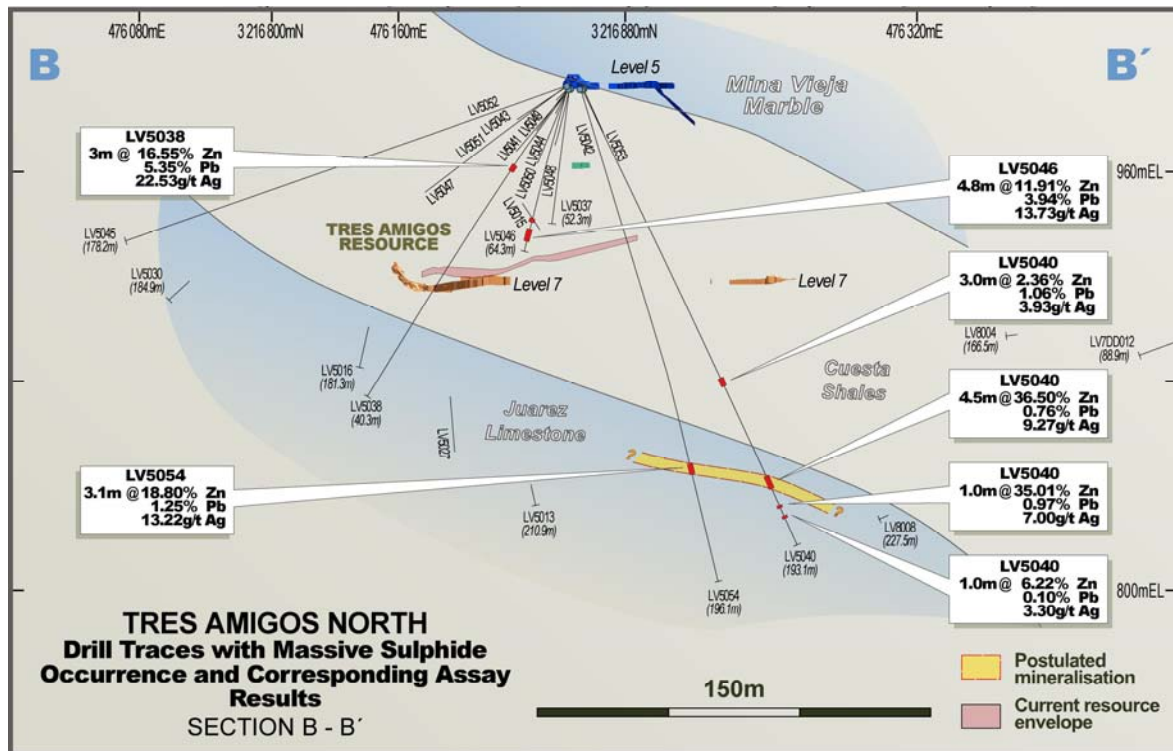 476 080mE
3 216 800mN
476 160mE
3 216 880mN
476 320mE
B
B´
Level 5
Mina Vieja
Marble
LV5052
LV5043
LV5051
LV5041
LV5049
LV5044
LV5050
LV5048
LV5042
LV5053
LV5047
LV5015
LV5038
3m @ 16.55% Zn
5.35% Pb
22.53g/t Ag
960mEL
LV5046
4.8m @ 11.91% Zn
3.94% Pb
13.73g/t Ag
LV5037
(52.3m)
TRES AMIGOS
RESOURCE
LV5046
(64.3m)
LV5045
(178.2m)
LV5030
(184.9m)
Level 7
Level 7
LV5040
3.0m @ 2.36% Zn
1.06% Pb
3.93g/t Ag
LV8004
(166.5m)
LV7DD012
(88.9m)
LV5016
(181.3m)
LV5038
(40.3m)
LV5027
Cuesta
Shales
Juarez
Limestone
LV5040
4.5m @ 36.50% Zn
0.76% Pb
9.27g/t Ag
?
?
LV5054
3.1m @ 18.80% Zn
1.25% Pb
13.22g/t Ag
LV5013
(210.9m)
LV5040
1.0m @ 35.01% Zn
0.97% Pb
7.00g/t Ag
LV8008
(227.5m)
LV5040
(193.1m)
LV5054
(196.1m)
LV5040
1.0m @ 6.22% Zn
0.10% Pb
3.30g/t Ag
800mEL
TRES AMIGOS NORTH
Drill Traces with Massive Sulphide
Occurrence and Corresponding Assay
Results
SECTION B - B´
150m
Postulated
mineralisation
Current resource
envelope